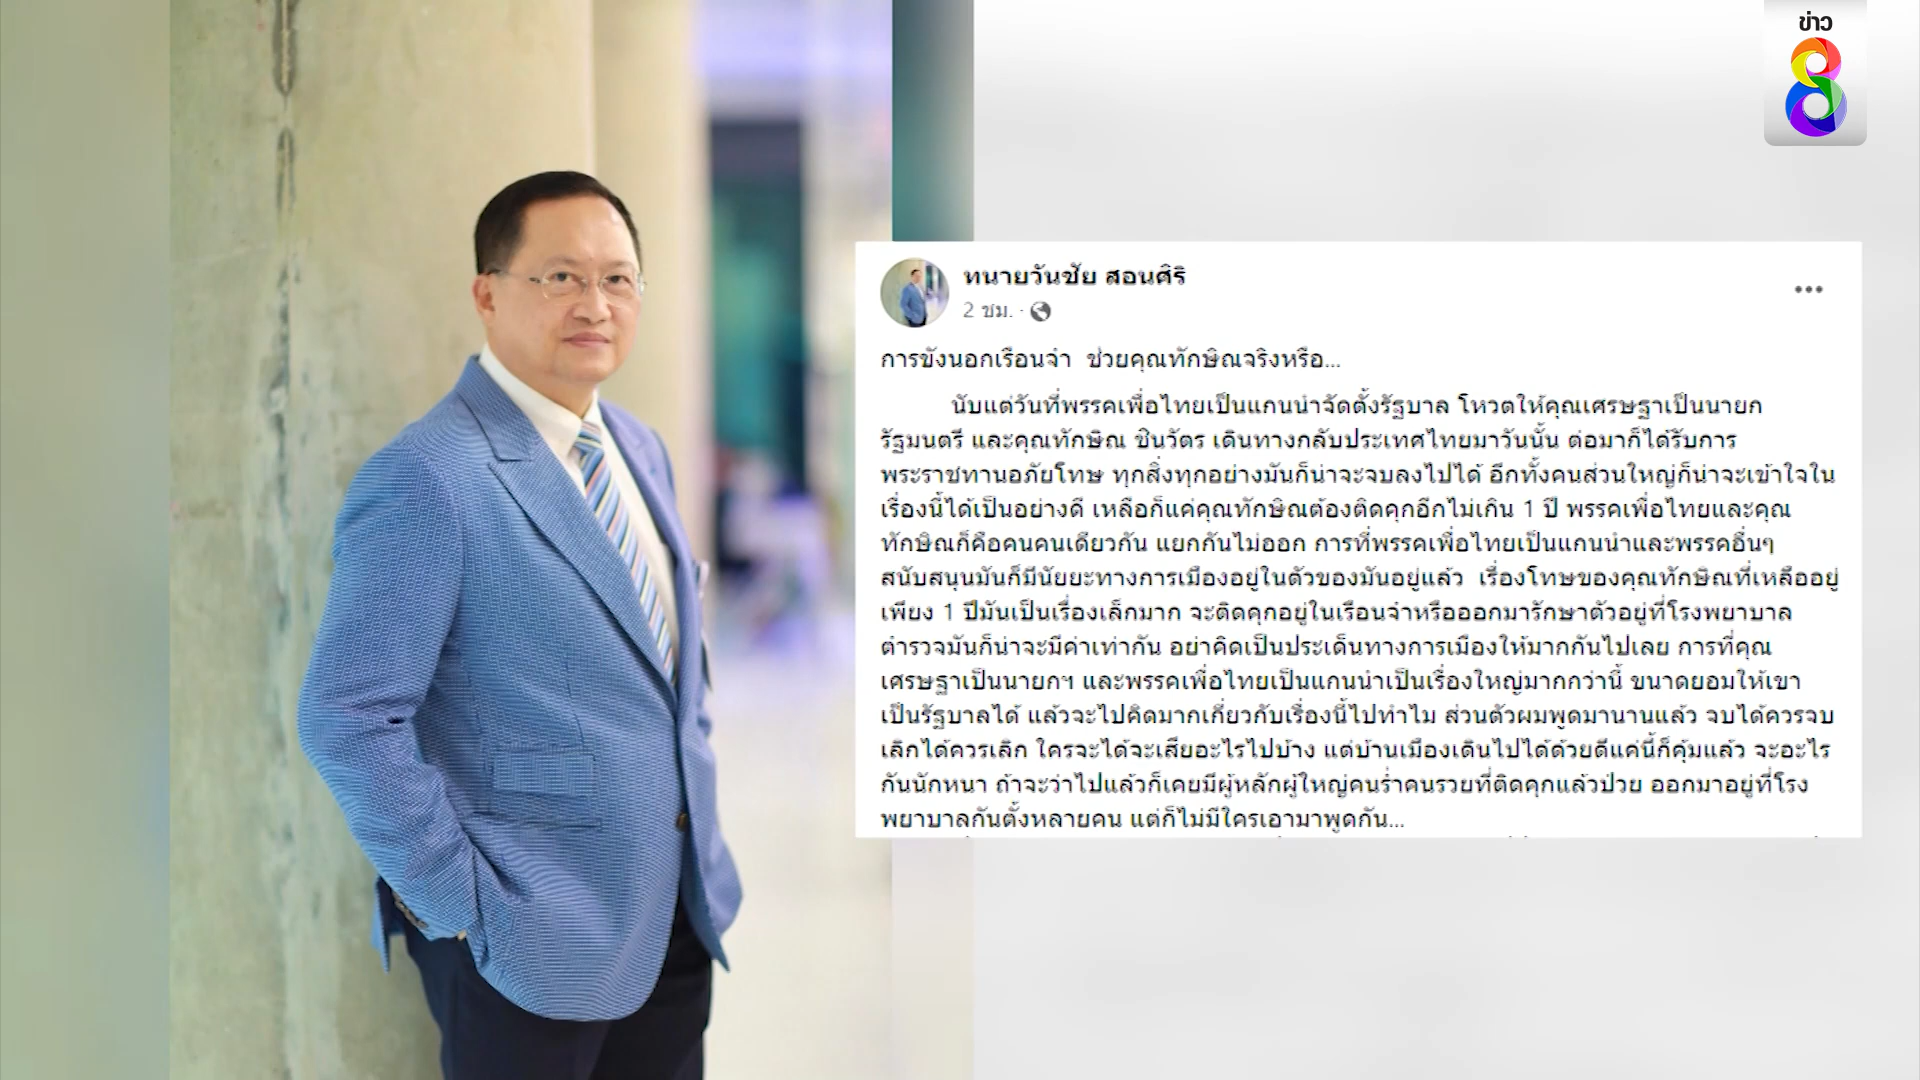 ข่าว
8
ทนายวันชัย สอนศิริ
2 ชม. ·
การขังนอกเรือนจำ ช่วยคุณทักษิณจริงหรือ...
นับแต่วันที่พรรคเพื่อไทยเป็นแกนนำจัดตั้งรัฐบาล โหวตให้คุณเศรษฐาเป็นนายก
รัฐมนตรี และคุณทักษิณ ชินวัตร เดินทางกลับประเทศไทยมาวันนั้น ต่อมาก็ได้รับการ
พระราชทานอภัยโทษ ทุกสิ่งทุกอย่างมันก็น่าจะจบลงไปได้ อีกทั้งคนส่วนใหญ่ก็น่าจะเข้าใจใน
เรื่องนี้ได้เป็นอย่างดี เหลือก็แค่คุณทักษิณต้องติดคุกอีกไม่เกิน 1 ปี พรรคเพื่อไทยและคุณ
ทักษิณก็คือคนคนเดียวกัน แยกกันไม่ออก การที่พรรคเพื่อไทยเป็นแกนนำและพรรคอื่นๆ
สนับสนุนมันก็มีนัยยะทางการเมืองอยู่ในตัวของมันอยู่แล้ว เรื่องโทษของคุณทักษิณที่เหลืออยู่
เพียง 1 ปีมันเป็นเรื่องเล็กมาก จะติดคุกอยู่ในเรือนจำหรือออกมารักษาตัวอยู่ที่โรงพยาบาล
ตำรวจมันก็น่าจะมีค่าเท่ากัน อย่าคิดเป็นประเด็นทางการเมืองให้มากกันไปเลย การที่คุณ
เศรษฐาเป็นนายกฯ และพรรคเพื่อไทยเป็นแกนนำเป็นเรื่องใหญ่มากกว่านี้ ขนาดยอมให้เขา
เป็นรัฐบาลได้ แล้วจะไปคิดมากเกี่ยวกับเรื่องนี้ไปทำไม ส่วนตัวผมพูดมานานแล้ว จบได้ควรจบ
เลิกได้ควรเลิก ใครจะได้จะเสียอะไรไปบ้าง แต่บ้านเมืองเดินไปได้ด้วยดีแค่นี้ก็คุ้มแล้ว จะอะไร
กันนักหนา ถ้าจะว่าไปแล้วก็เคยมีผู้หลักผู้ใหญ่คนร่ำคนรวยที่ติดคุกแล้วป่วย ออกมาอยู่ที่โรง
พยาบาลกันตั้งหลายคน แต่ก็ไม่มีใครเอามาพูดกัน...